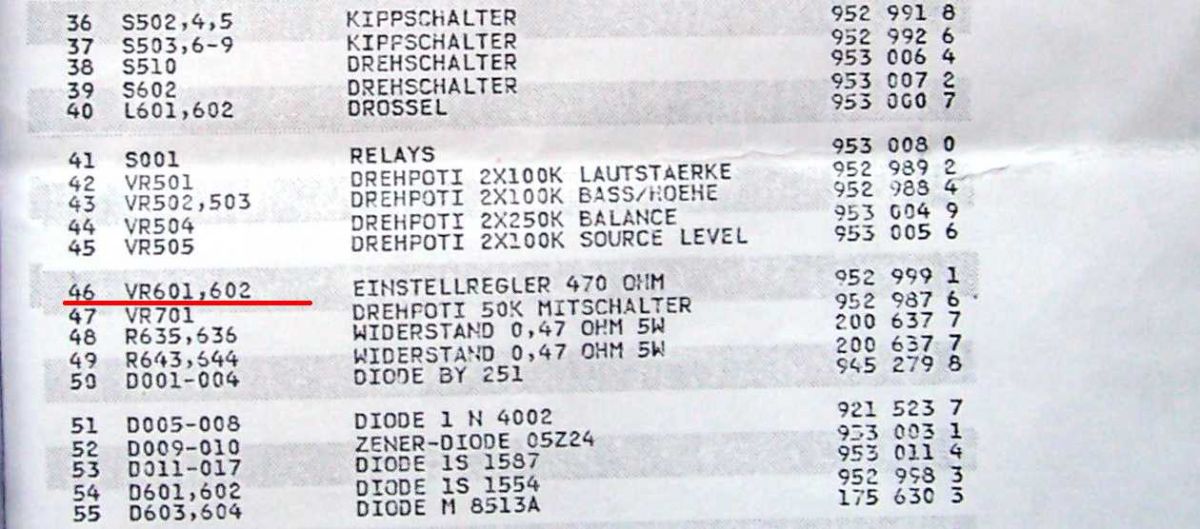 36 S502,4,5 KIPPSCHALTER 952 991 8
37 S503,6-9 KIPPSCHALTER 952 992 6
38 S510 DREHSCHALTER 953 006 4
39 S602 DREHSCHALTER 953 007 2
40 L601,602 DROSSEL 953 000 7
41 S001 RELAYS 953 008 0
42 VR501 DREHPOTI 2X100K LAUTSTAERKE 952 989 2
43 VR502,503 DREHPOTI 2X100K BASS/HOEHE 952 988 4
44 VR504 DREHPOTI 2X250K BALANCE 953 004 9
45 VR505 DREHPOTI 2X100K SOURCE LEVEL 953 005 6
46 VR601,602 EINSTELLREGLER 470 OHM 952 999 1
47 VR701 DREHPOTI 50K MITSCHALTER 952 987 6
48 R635,636 WIDERSTAND 0,47 OHM 5W 200 637 7
49 R643,644 WIDERSTAND 0,47 OHM 5W 200 637 7
50 D001-004 DIODE BY 251 945 279 8
51 D005-008 DIODE 1 N 4002 921 523 7
52 D009-010 ZENER-DIODE 05Z24 953 003 1
53 D011-017 DIODE 1S 1587 953 011 4
54 D601,602 DIODE 1S 1554 952 998 3
55 D603,604 DIODE M 8513A 175 630 3